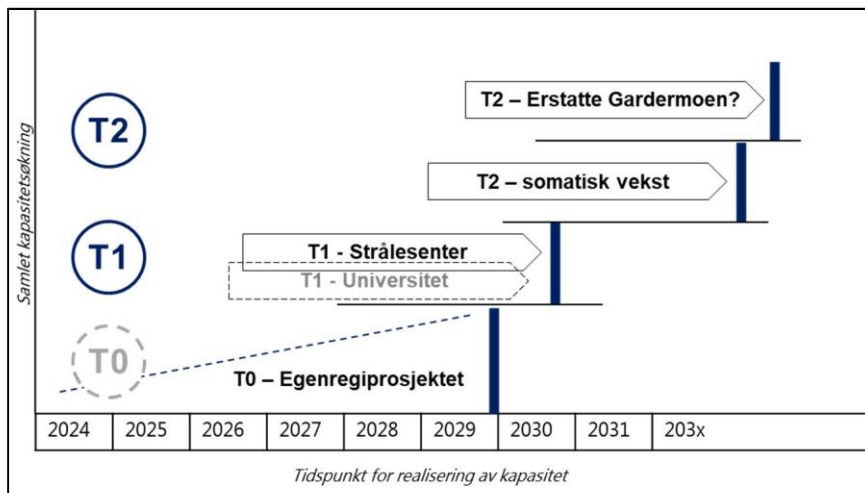 T2 – Erstatte Gardermoen?
T2
T2 – somatisk vekst
Samlet kapasitetsøkning
T1
T1 - Strålesenter
T1 - Universitet
T0
T0 – Egenregiprosjektet
2024 2025 2026 2027 2028 2029 2030 2031 203x
Tidspunkt for realisering av kapasitet